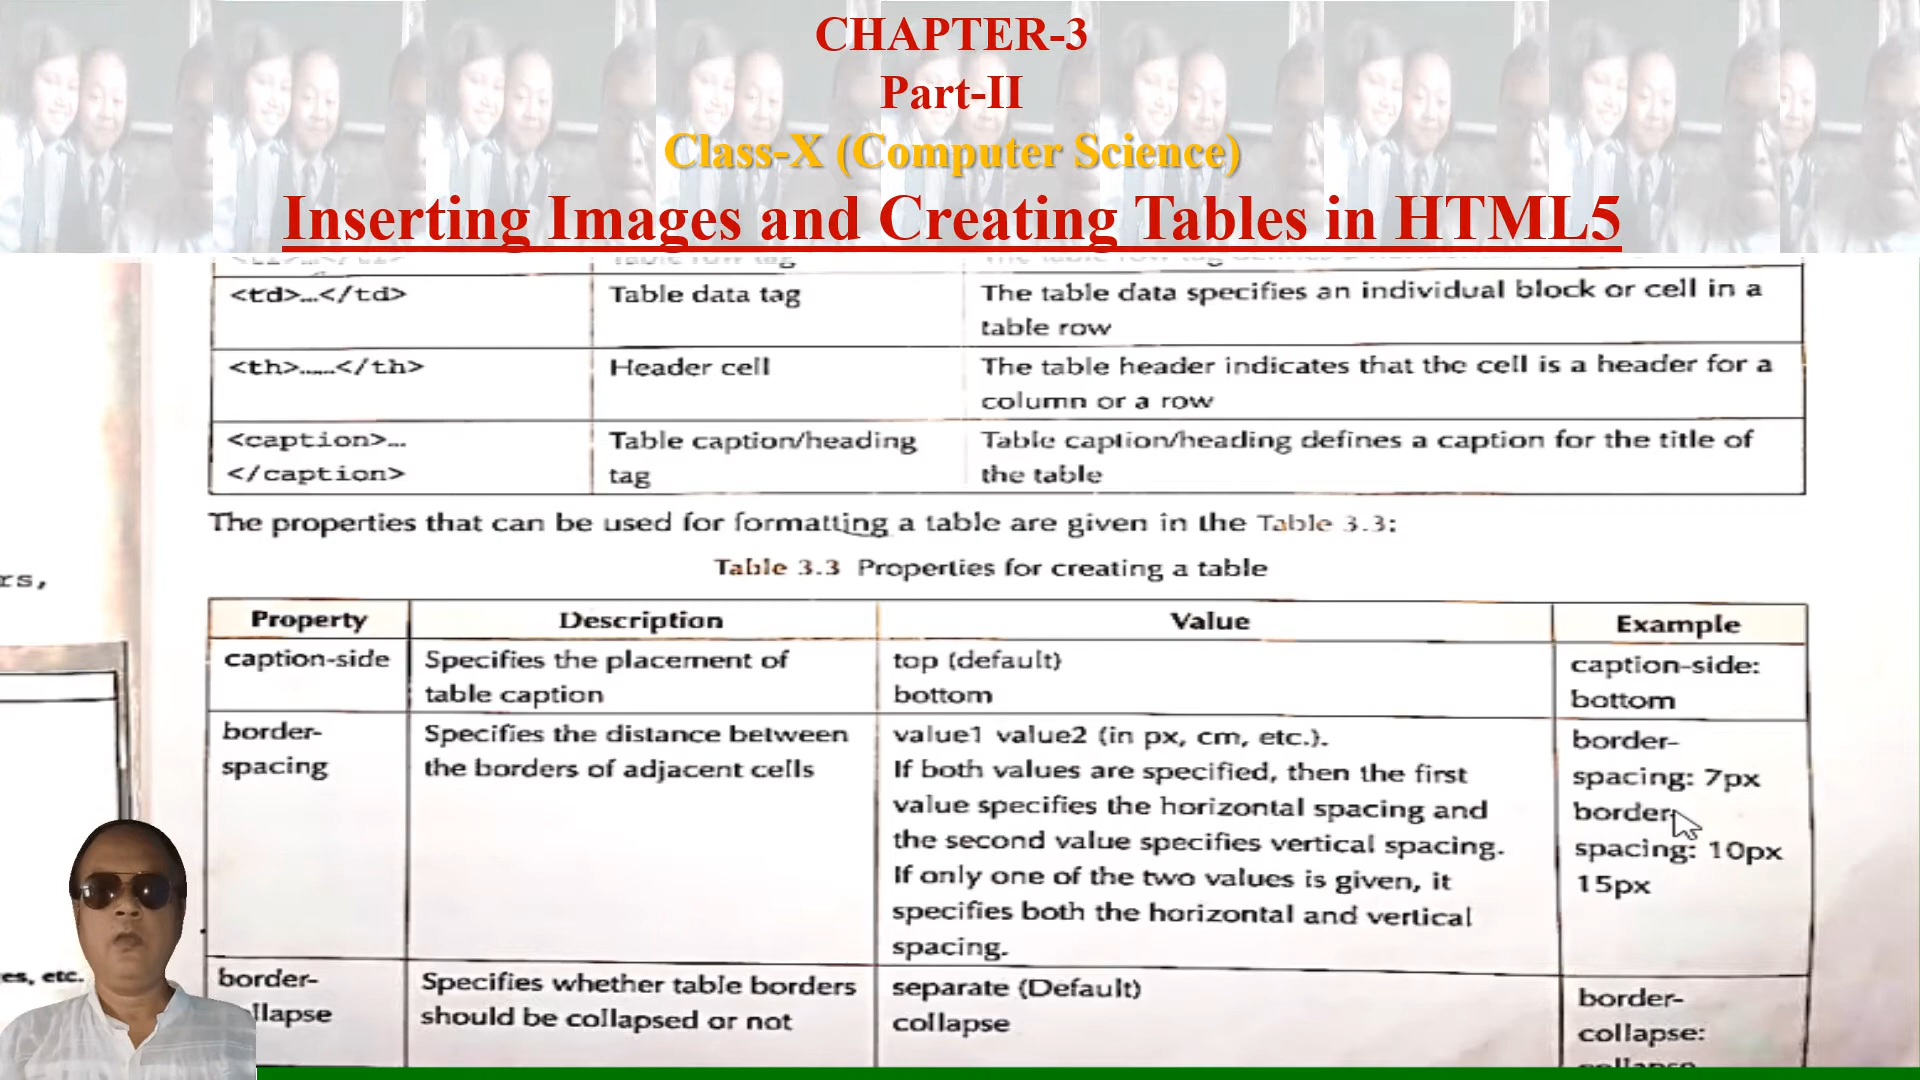 CHAPTER-3
Part-II
Class-X (Computer Science)
Inserting Images and Creating Tables in HTML5
<td>...</td> Table data tag The table data specifies an individual block or cell in a
table row
<th>......</th> Header cell The table header indicates that the cell is a header for a
column or a row
<caption>... Table caption/heading Table caption/heading defines a caption for the title of
</caption> tag the table
The properties that can be used for formatting a table are given in the Table 3.3:
Table 3.3 Properties for creating a table
rs,
Property Description Value Example
caption-side Specifies the placement of top (default) caption-side:
table caption bottom bottom
border- Specifies the distance between value1 value2 (in px, cm, etc.). border-
spacing the borders of adjacent cells If both values are specified, then the first spacing: 7px
value specifies the horizontal spacing and border-
the second value specifies vertical spacing. spacing: 10px
If only one of the two values is given, it 15px
specifies both the horizontal and vertical
spacing.
es, etc.
border- Specifies whether table borders separate (Default) border-
llapse should be collapsed or not collapse collapse: